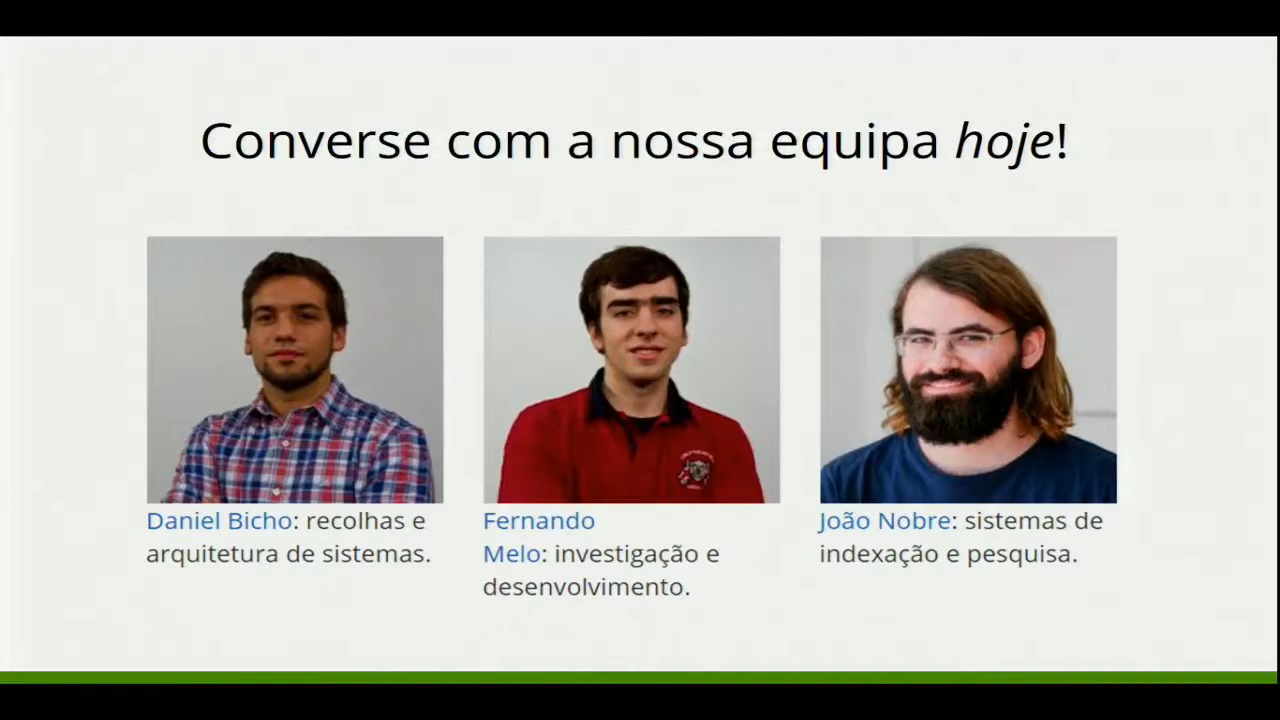 Converse com a nossa equipa hoje!
Daniel Bicho: recolhas e
arquitetura de sistemas.
Fernando
Melo: investigação e
desenvolvimento.
João Nobre: sistemas de
indexação e pesquisa.